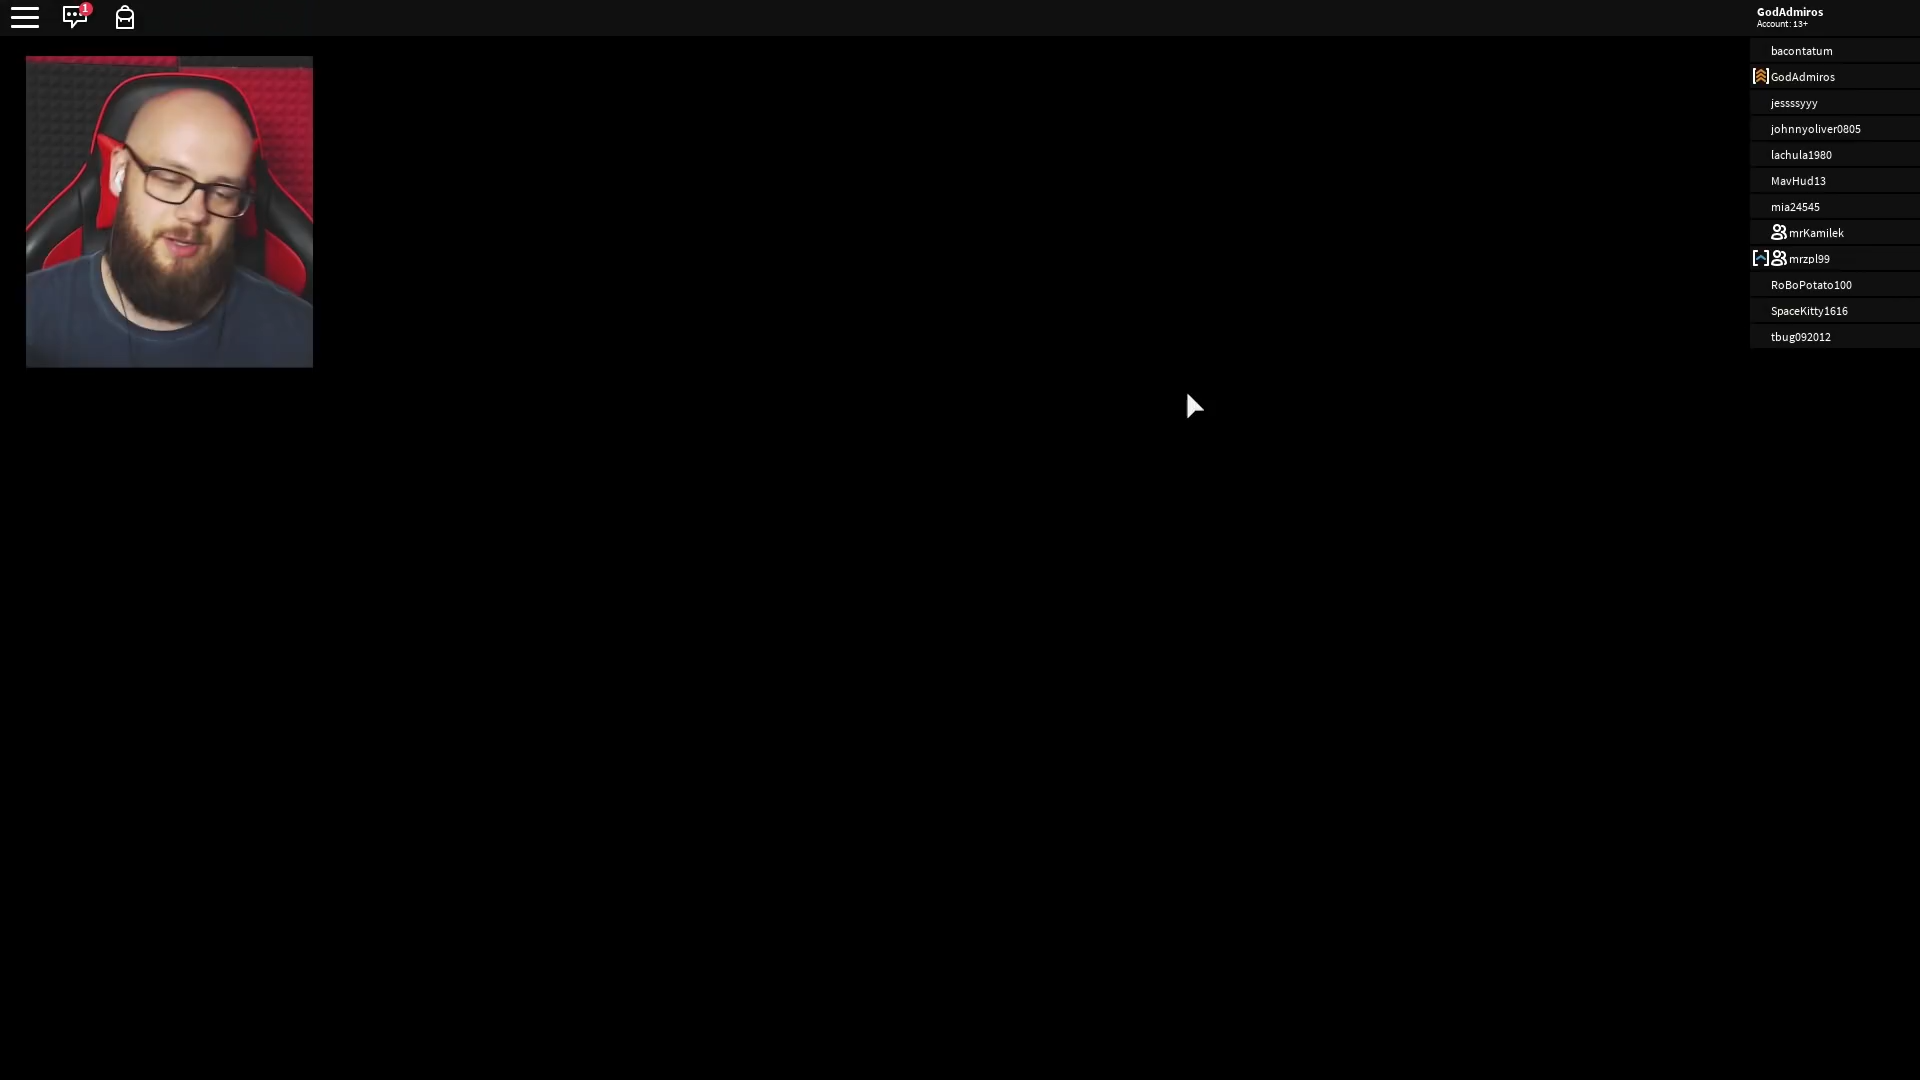 1
GodAdmiros
Account: 13+
bacontatum
GodAdmiros
jessssyyy
johnnyoliver0805
lachula1980
MavHud13
mia24545
mrKamilek
mrzpl99
RoBoPotato100
SpaceKitty1616
tbug092012